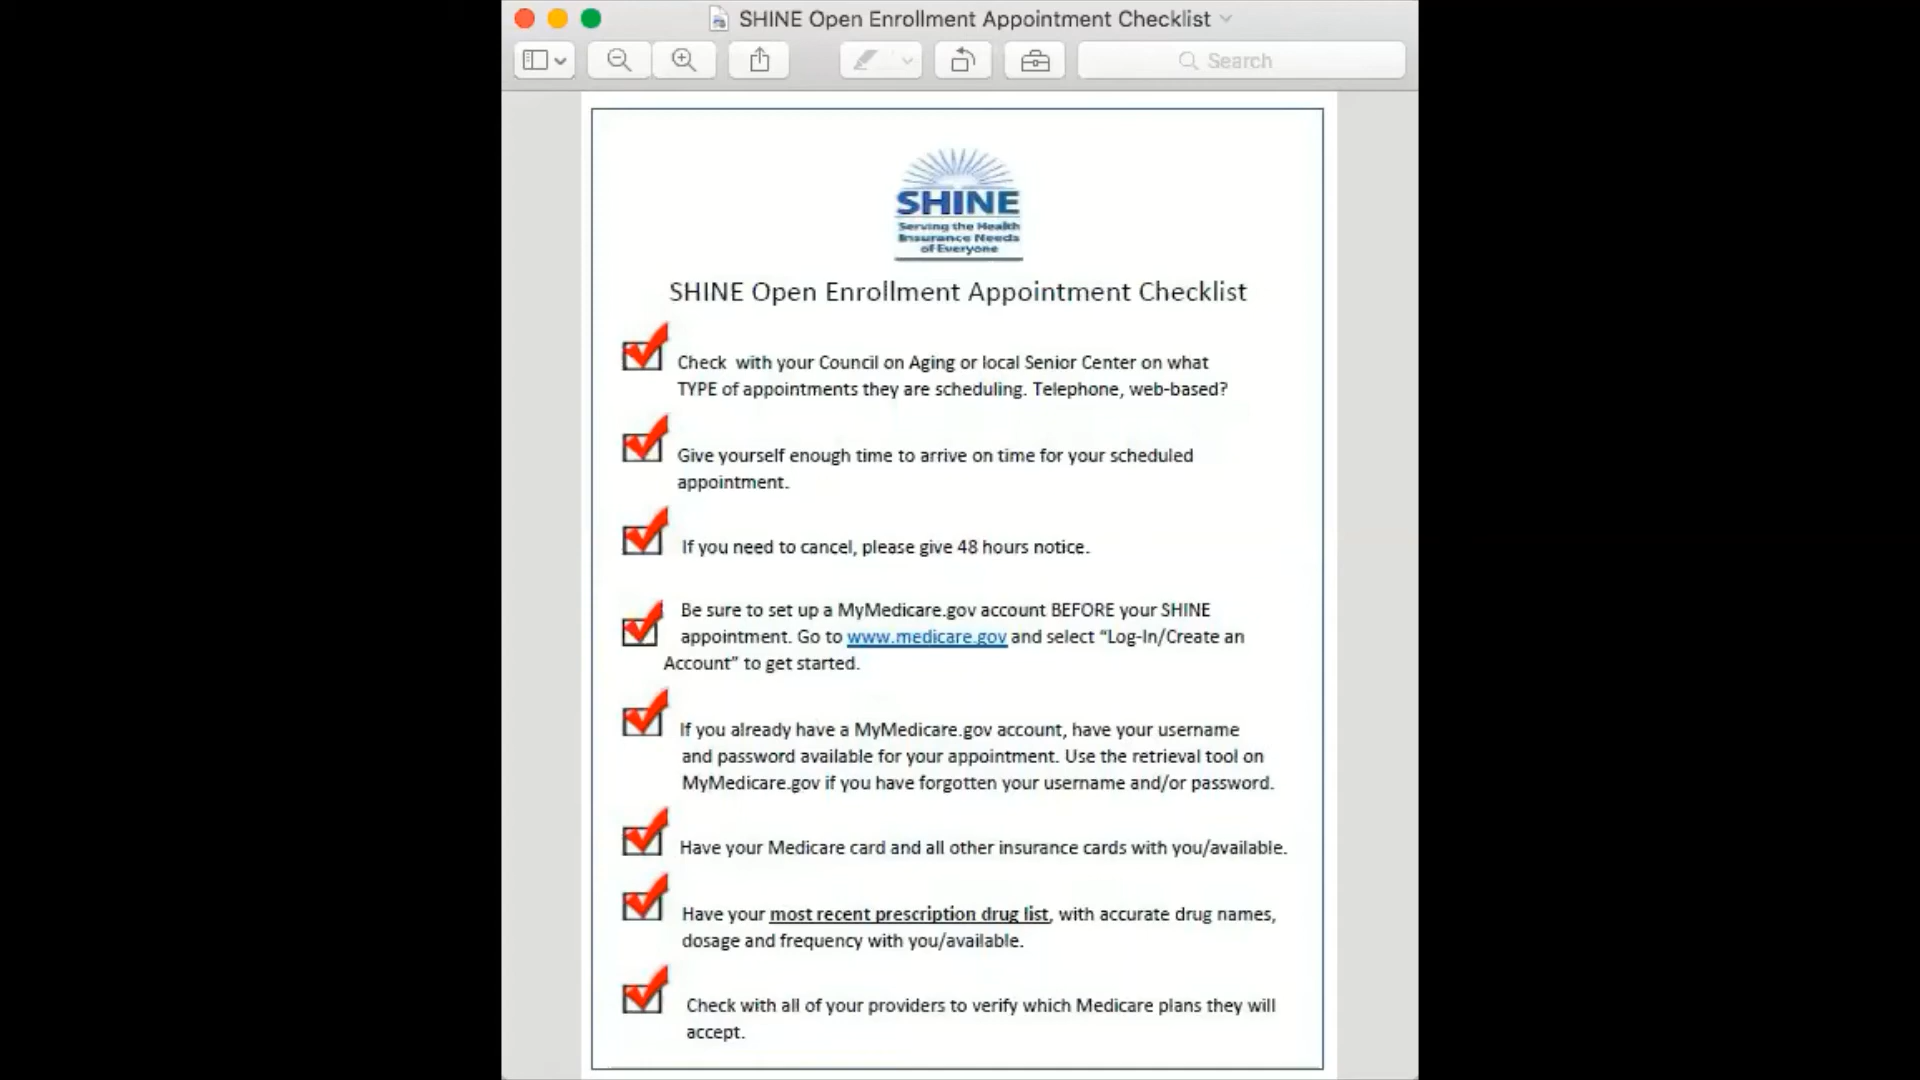 SHINE Open Enrollment Appointment Checklist
Search
SHINE
Serving the Health
Insurance Needs
of Everyone
SHINE Open Enrollment Appointment Checklist
Check with your Council on Aging or local Senior Center on what
TYPE of appointments they are scheduling. Telephone, web-based?
Give yourself enough time to arrive on time for your scheduled
appointment.
If you need to cancel, please give 48 hours notice.
Be sure to set up a MyMedicare.gov account BEFORE your SHINE
appointment. Go to www.medicare.gov and select “Log-In/Create an
Account” to get started.
If you already have a MyMedicare.gov account, have your username
and password available for your appointment. Use the retrieval tool on
MyMedicare.gov if you have forgotten your username and/or password.
Have your Medicare card and all other insurance cards with you/available.
Have your most recent prescription drug list, with accurate drug names,
dosage and frequency with you/available.
Check with all of your providers to verify which Medicare plans they will
accept.